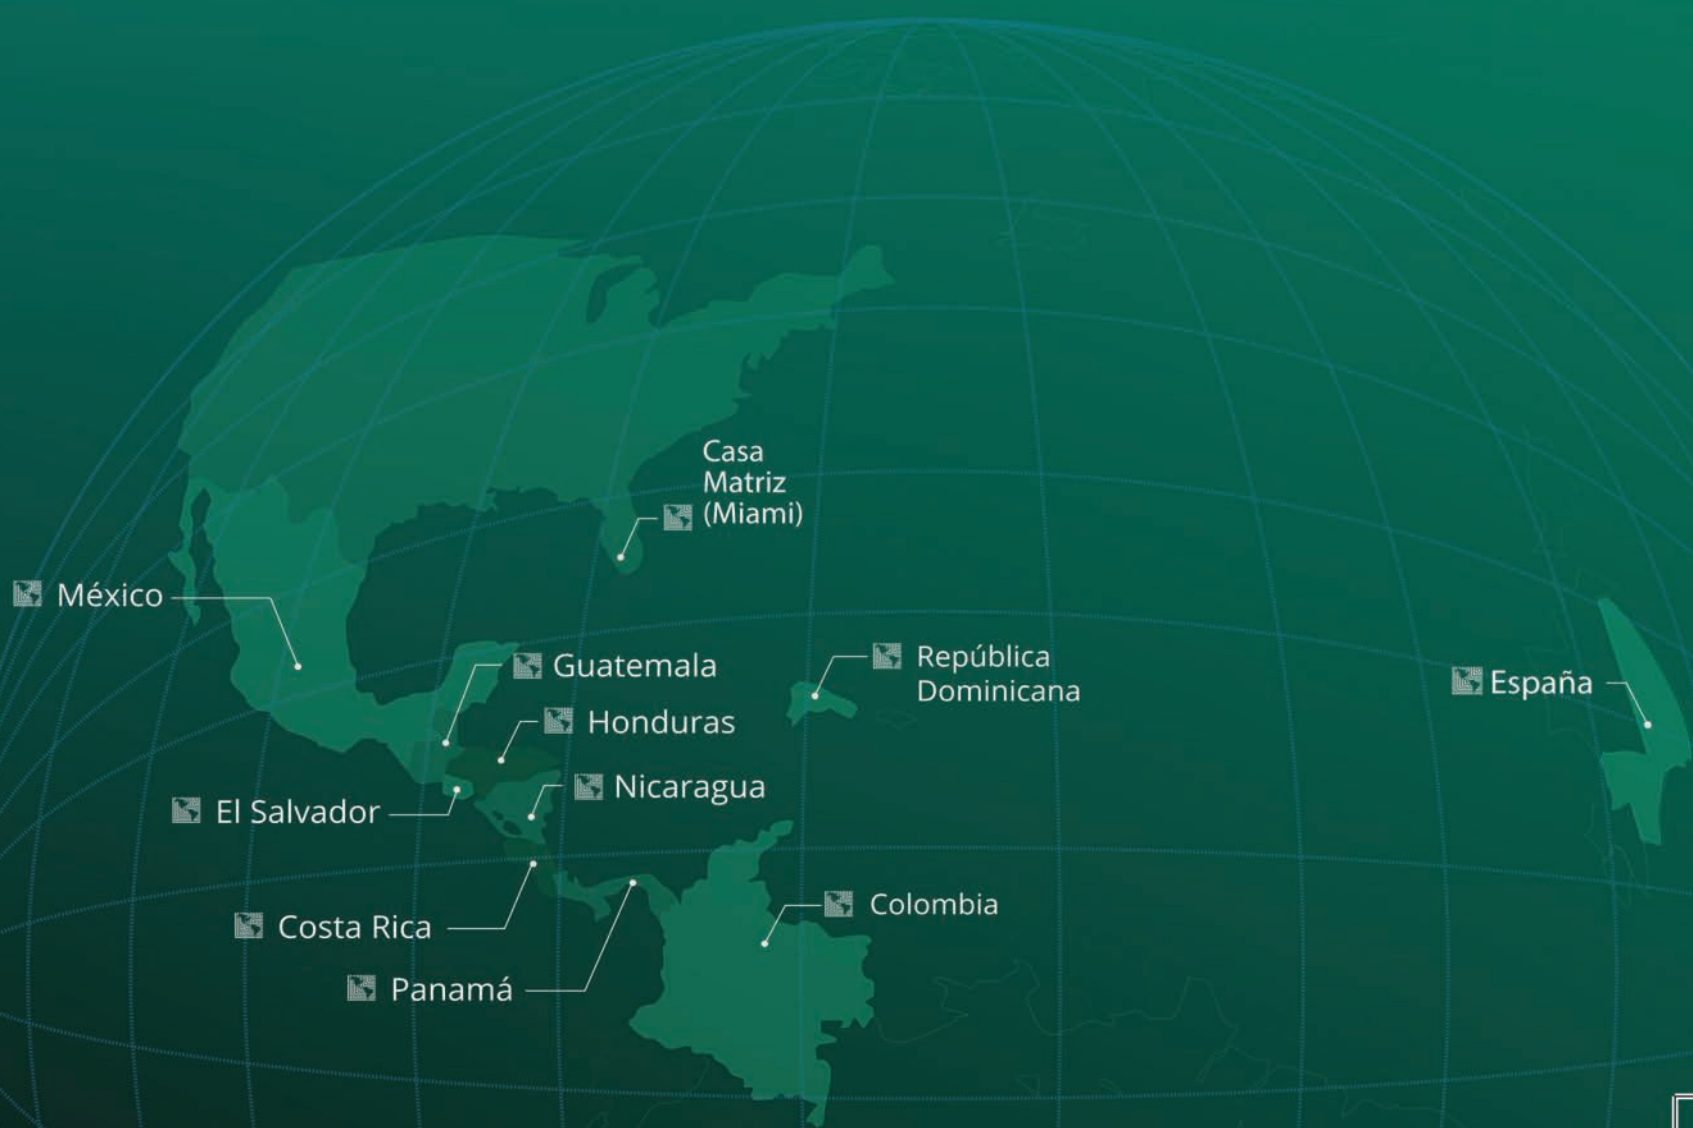 Casa
Matriz
(Miami)
México
Guatemala
República
Dominicana
España
Honduras
Nicaragua
El Salvador
Colombia
Costa Rica
Panamá